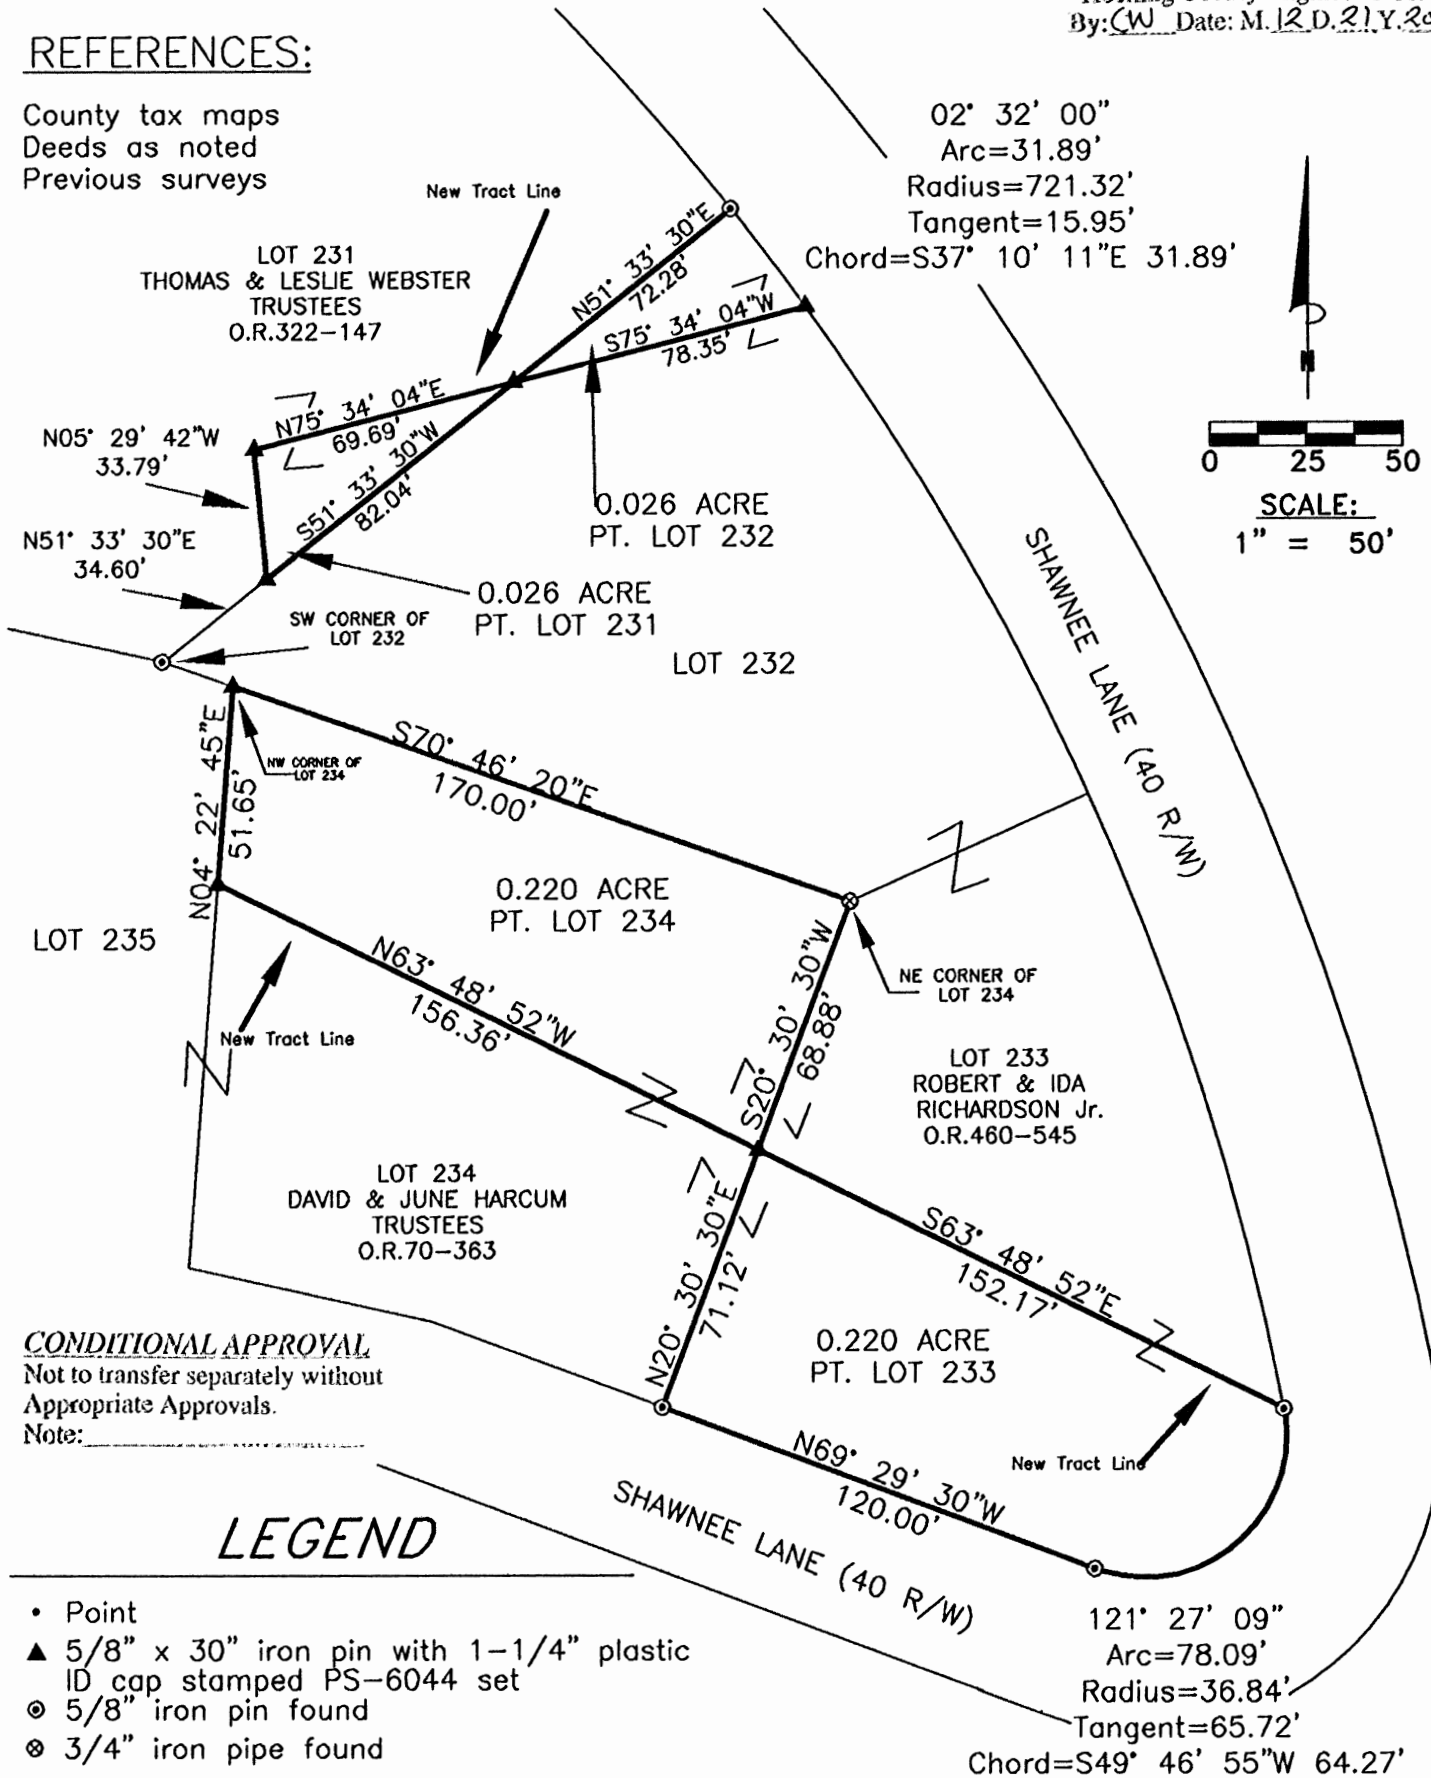 By: CW Date: M.12 D.21 Y.20
REFERENCES:
County tax maps
Deeds as noted
Previous surveys
02° 32' 00"
Arc=31.89'
Radius=721.32'
Tangent=15.95'
Chord=S37° 10' 11"E 31.89'
New Tract Line
LOT 231
THOMAS & LESLIE WEBSTER
TRUSTEES
O.R.322-147
N51° 33' 30"E
72.28'
S75° 34' 04"W
78.35'
N75° 34' 04"E
69.69'
S51° 33' 30"W
82.04'
N05° 29' 42"W
33.79'
N51° 33' 30"E
34.60'
N
0 25 50
SCALE:
1" = 50'
0.026 ACRE
PT. LOT 232
0.026 ACRE
PT. LOT 231
SW CORNER OF
LOT 232
LOT 232
SHAWNEE LANE (40 R/W)
S70° 46' 20"E
170.00'
NW CORNER OF
LOT 234
N04° 22' 45"E
51.65'
0.220 ACRE
PT. LOT 234
LOT 235
N63° 48' 52"W
156.36'
New Tract Line
S20° 30' 30"W
68.88'
NE CORNER OF
LOT 234
LOT 233
ROBERT & IDA
RICHARDSON Jr.
O.R.460-545
LOT 234
DAVID & JUNE HARCUM
TRUSTEES
O.R.70-363
N20° 30' 30"E
71.12'
S63° 48' 52"E
152.17'
0.220 ACRE
PT. LOT 233
New Tract Line
N69° 29' 30"W
120.00'
SHAWNEE LANE (40 R/W)
CONDITIONAL APPROVAL
Not to transfer separately without
Appropriate Approvals.
Note:
LEGEND
• Point
▲ 5/8" x 30" iron pin with 1-1/4" plastic
ID cap stamped PS-6044 set
◉ 5/8" iron pin found
⊗ 3/4" iron pipe found
121° 27' 09"
Arc=78.09'
Radius=36.84'
Tangent=65.72'
Chord=S49° 46' 55"W 64.27'